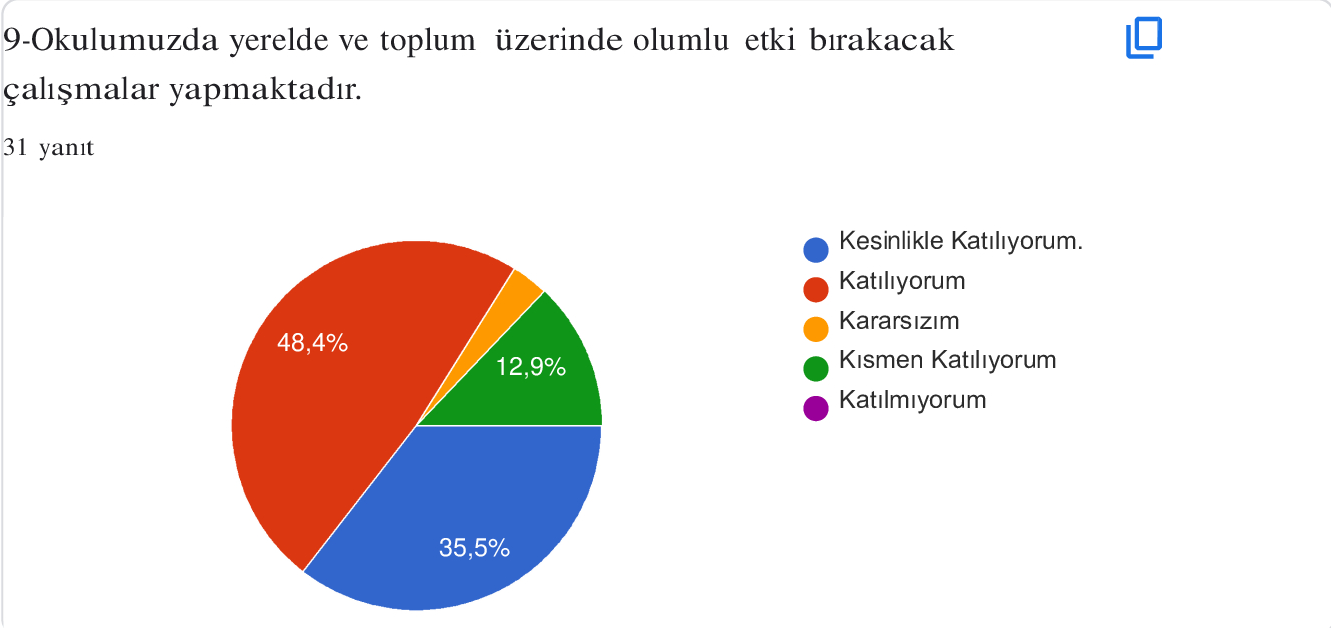 9-Okulumuzda yerelde ve toplum üzerinde olumlu etki bırakacak
çalışmalar yapmaktadır.
31 yanıt
Kesinlikle Katılıyorum.
Katılıyorum
Kararsızım
Kısmen Katılıyorum
Katılmıyorum
48,4%
12,9%
35,5%